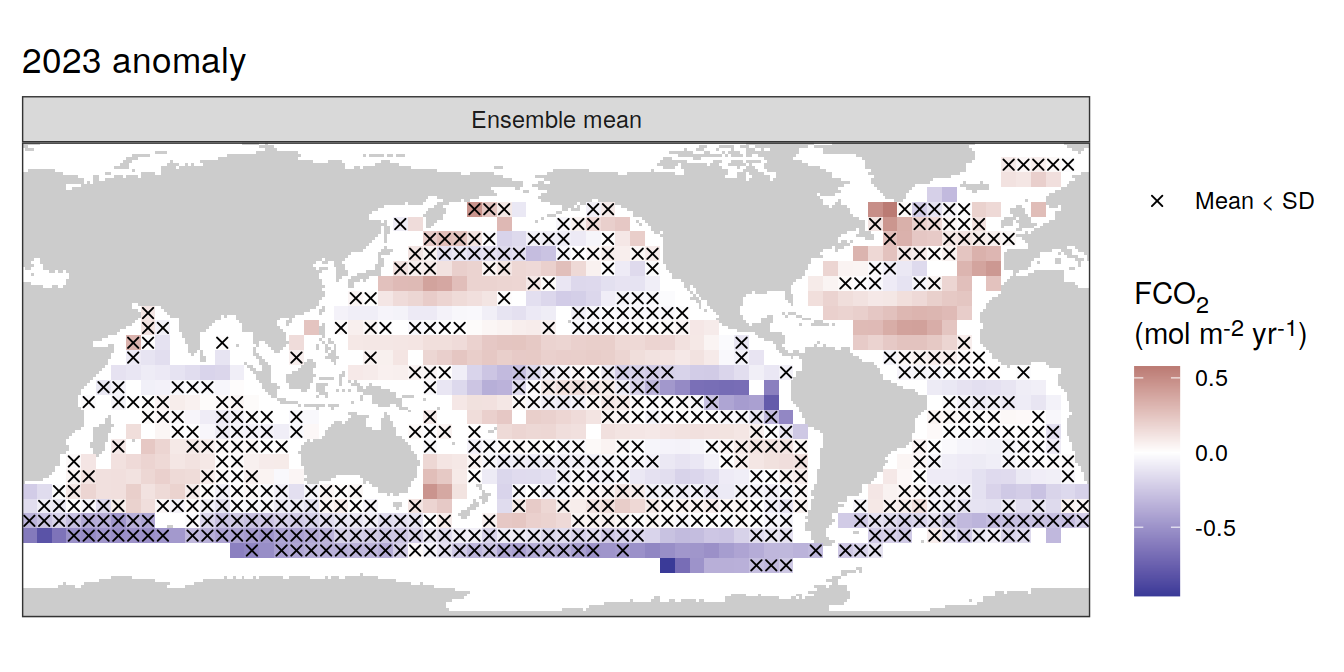 2023 anomaly
Ensemble mean
× Mean < SD
FCO₂
(mol m⁻² yr⁻¹)
0.5
0.0
-0.5